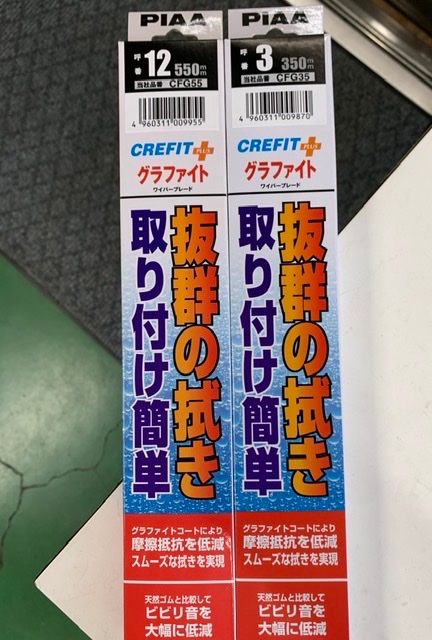 PIAA
呼番 12 550mm
当社品番 CFG55
4 960311 009955
CREFIT PLUS
グラファイト
ワイパーブレード
抜群の拭き
取り付け簡単
グラファイトコートにより
摩擦抵抗を低減
スムーズな拭きを実現
天然ゴムと比較して
ビビリ音を
大幅に低減
PIAA
呼番 3 350mm
当社品番 CFG35
4 960311 009870
CREFIT PLUS
グラファイト
ワイパーブレード
抜群の拭き
取り付け簡単
グラファイトコートにより
摩擦抵抗を低減
スムーズな拭きを実現
天然ゴムと比較して
ビビリ音を
大幅に低減